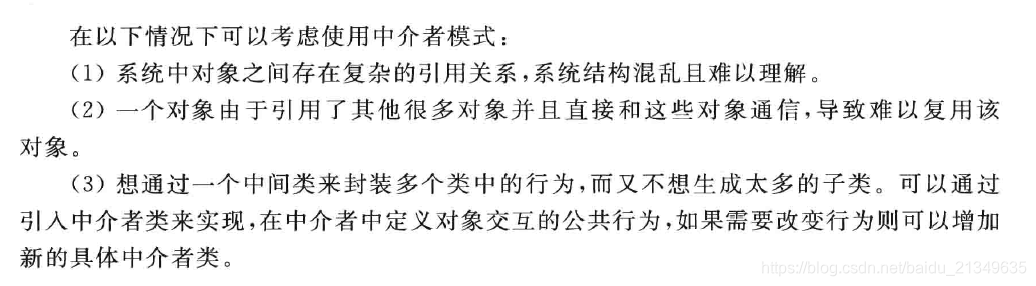 在以下情况下可以考虑使用中介者模式：
（1）系统中对象之间存在复杂的引用关系,系统结构混乱且难以理解。
（2）一个对象由于引用了其他很多对象并且直接和这些对象通信,导致难以复用该
对象。
（3）想通过一个中间类来封装多个类中的行为,而又不想生成太多的子类。可以通过
引入中介者类来实现,在中介者中定义对象交互的公共行为,如果需要改变行为则可以增加
新的具体中介者类。
https://blog.csdn.net/baidu_21349635